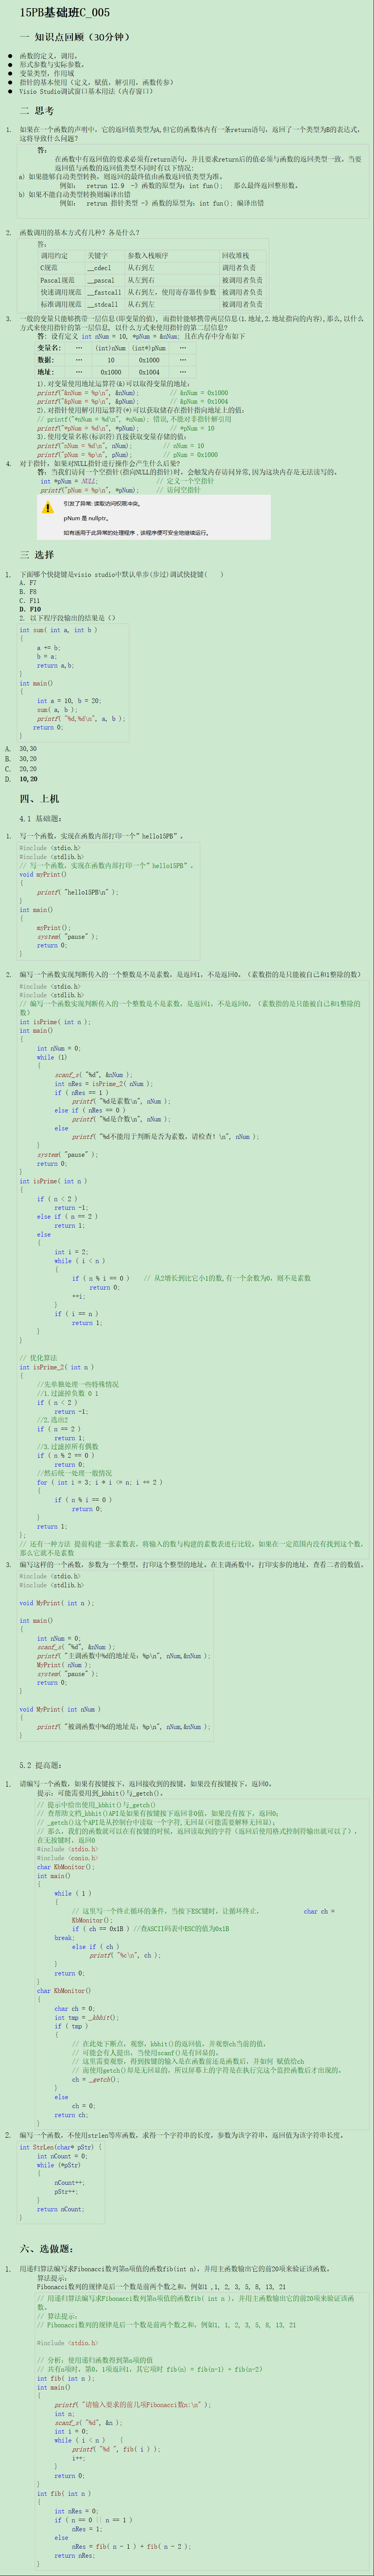 15PB基础班C_005
一 知识点回顾（30分钟）
● 函数的定义，调用，
● 形式参数与实际参数，
● 变量类型，作用域
● 指针的基本使用（定义，赋值，解引用，函数传参）
● Visio Studio调试窗口基本用法（内存窗口）
二 思考
1. 如果在一个函数的声明中，它的返回值类型为A,但它的函数体内有一条return语句，返回了一个类型为B的表达式，
这将导致什么问题？
答：
在函数中有返回值的要求必须有return语句，并且要求return后的值必须与函数的返回类型一致，当要
返回值与函数的返回值类型不同时有以下情况：
a) 如果能够自动类型转换，则返回的最终值由函数返回值类型为准，
例如： retrun 12.9 -》函数的原型为：int fun(); 那么最终返回整形数，
b) 如果不能自动类型转换则编译出错
例如： retrun 指针类型 -》函数的原型为：int fun(); 编译出错
2. 函数调用的基本方式有几种？各是什么？
答：
调用约定 关键字 参数入栈顺序 回收堆栈
C规范 __cdecl 从右到左 调用者负责
Pascal规范 __pascal 从左到右 被调用者负责
快速调用规范 __fastcall 从右到左，使用寄存器传参数 被调用者负责
标准调用规范 __stdcall 从右到左 被调用者负责
3. 一般的变量只能够携带一层信息(即变量的值)，而指针能够携带两层信息(1.地址,2.地址指向的内容),那么,以什么
方式来使用指针的第一层信息, 以什么方式来使用指针的第二层信息?
答: 设有定义 int nNum = 10, *pNum = &nNum; 且在内存中分布如下
变量名: … (int)nNum (int*)pNum …
数据: … 10 0x1000 …
地址: … 0x1000 0x1004 …
1).对变量使用地址运算符(&)可以取得变量的地址:
printf("&nNum = %p\n", &nNum); // &nNum = 0x1000
printf("&pNum = %p\n", &pNum); // &pNum = 0x1004
2).对指针使用解引用运算符(*)可以获取储存在指针指向地址上的值:
// printf("*nNum = %d\n", *nNum); 错误,不能对非指针解引用
printf("*pNum = %d\n", *pNum); // *pNum = 10
3).使用变量名称(标识符)直接获取变量存储的值:
printf("nNum = %d\n", nNum); // nNum = 10
printf("pNum = %p\n", pNum); // pNum = 0x1000
4. 对于指针，如果对NULL指针进行操作会产生什么后果?
答：当我们访问一个空指针(指向NULL的指针)时，会触发内存访问异常,因为这块内存是无法读写的，
int *pNum = NULL; // 定义一个空指针
printf("pNum = %p\n", *pNum); // 访问空指针
引发了异常: 读取访问权限冲突。
pNum 是 nullptr。
如有适用于此异常的处理程序，该程序便可安全地继续运行。
三 选择
1. 下面哪个快捷键是visio studio中默认单步(步过)调试快捷键( )
A. F7
B. F8
C. F11
D. F10
2. 以下程序段输出的结果是（）
int sum( int a, int b )
{
a += b;
b = a;
return a,b;
}
int main()
{
int a = 10, b = 20;
sum( a, b );
printf( "%d,%d\n", a, b );
return 0;
}
A. 30,30
B. 30,20
C. 20,20
D. 10,20
四、上机
4.1 基础题：
1. 写一个函数，实现在函数内部打印一个”hello15PB”，
#include <stdio.h>
#include <stdlib.h>
// 写一个函数，实现在函数内部打印一个”hello15PB”，
void myPrint()
{
printf( "hello15PB\n" );
}
int main()
{
myPrint();
system( "pause" );
return 0;
}
2. 编写一个函数实现判断传入的一个整数是不是素数，是返回1，不是返回0，（素数指的是只能被自己和1整除的数）
#include <stdio.h>
#include <stdlib.h>
// 编写一个函数实现判断传入的一个整数是不是素数，是返回1，不是返回0，（素数指的是只能被自己和1整除的
数）
int isPrime( int n );
int main()
{
int nNum = 0;
while (1)
{
scanf_s( "%d", &nNum );
int nRes = isPrime_2( nNum );
if ( nRes == 1 )
printf( "%d是素数\n", nNum );
else if ( nRes == 0 )
printf( "%d是合数\n", nNum );
else
printf( "%d不能用于判断是否为素数，请检查！\n", nNum );
}
system( "pause" );
return 0;
}
int isPrime( int n )
{
if ( n < 2 )
return -1;
else if ( n == 2 )
return 1;
else
{
int i = 2;
while ( i < n )
{
if ( n % i == 0 ) // 从2增长到比它小1的数,有一个余数为0，则不是素数
return 0;
++i;
}
if ( i == n )
return 1;
}
}
// 优化算法
int isPrime_2( int n )
{
//先单独处理一些特殊情况
//1.过滤掉负数 0 1
if ( n < 2 )
return -1;
//2.选出2
if ( n == 2 )
return 1;
//3.过滤掉所有偶数
if ( n % 2 == 0 )
return 0;
//然后统一处理一般情况
for ( int i = 3; i * i <= n; i += 2 )
{
if ( n % i == 0 )
return 0;
}
return 1;
};
// 还有一种方法 提前构建一张素数表，将输入的数与构建的素数表进行比较，如果在一定范围内没有找到这个数，
那么它就不是素数
3. 编写这样的一个函数，参数为一个整型，打印这个整型的地址，在主调函数中，打印实参的地址，查看二者的数值，
#include <stdio.h>
#include <stdlib.h>
void MyPrint( int n );
int main()
{
int nNum = 0;
scanf_s( "%d", &nNum );
printf( "主调函数中%d的地址是：%p\n", nNum,&nNum );
MyPrint( nNum );
system( "pause" );
return 0;
}
void MyPrint( int nNum )
{
printf( "被调函数中%d的地址是：%p\n", nNum,&nNum );
}
5.2 提高题：
1. 请编写一个函数，如果有按键按下，返回接收到的按键，如果没有按键按下，返回0，
提示：可能需要用到_kbhit()与_getch()，
// 提示中给出使用_kbhit()与_getch()
// 查帮助文档_kbhit()API是如果有按键按下返回非0值，如果没有按下，返回0；
// _getch()这个API是从控制台中读取一个字符,无回显(可能需要解释无回显)；
// 那么，我们的函数就可以在有按键的时候，返回读取到的字符（返回后使用格式控制符输出就可以了），
在无按键时，返回0
#include <stdio.h>
#include <conio.h>
char KbMonitor();
int main()
{
while ( 1 )
{
// 这里写一个终止循环的条件，当按下ESC键时，让循环终止， char ch =
KbMonitor();
if ( ch == 0x1B ) //查ASCII码表中ESC的值为0x1B
break;
else if ( ch )
printf( "%c\n", ch );
}
return 0;
}
char KbMonitor()
{
char ch = 0;
int tmp = _kbhit();
if ( tmp )
{
// 在此处下断点，观察，kbhit()的返回值，并观察ch当前的值，
// 可能会有人提出，当使用scanf()是有回显的，
// 这里需要观察，得到按键的输入是在函数前还是函数后，并如何 赋值给ch
// 而使用getch()却是无回显的，所以屏幕上的字符是在执行完这个监控函数后才出现的，
ch = _getch();
}
else
ch = 0;
return ch;
}
2. 编写一个函数，不使用strlen等库函数，求得一个字符串的长度，参数为该字符串，返回值为该字符串长度，
int StrLen(char* pStr) {
int nCount = 0;
while (*pStr)
{
nCount++;
pStr++;
}
return nCount;
}
六、选做题：
1. 用递归算法编写求Fibonacci数列第n项值的函数fib(int n)，并用主函数输出它的前20项来验证该函数，
算法提示：
Fibonacci数列的规律是后一个数是前两个数之和，例如1 ,1, 2, 3, 5, 8, 13, 21
// 用递归算法编写求Fibonacci数列第n项值的函数fib( int n )，并用主函数输出它的前20项来验证该函
数，
// 算法提示：
// Fibonacci数列的规律是后一个数是前两个数之和，例如1, 1, 2, 3, 5, 8, 13, 21
#include <stdio.h>
// 分析：使用递归函数得到第n项的值
// 共有n项时，第0，1项返回1，其它项时 fib(n) = fib(n-1) + fib(n-2)
int fib( int n );
int main()
{
printf( "请输入要求的前几项Fibonacci数n:\n" );
int n;
scanf_s( "%d", &n );
int i = 0;
while ( i < n ) {
printf( "%d ", fib( i ) );
i++;
}
return 0;
}
int fib( int n )
{
int nRes = 0;
if ( n == 0 || n == 1 )
nRes = 1;
else
nRes = fib( n - 1 ) + fib( n - 2 );
return nRes;
}